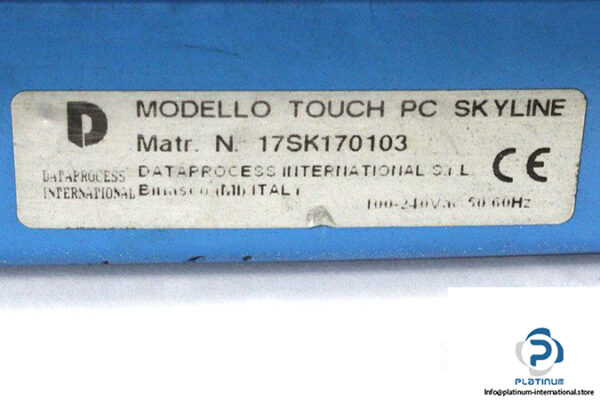 D
MODELLO TOUCH PC SKYLINE
Matr. N. 17SK170103
DATAPROCESS INTERNATIONAL
DATAPROCESS INTERNATIONAL S.r.L.
Binasco (MI) ITALY
CE
100-240Vac 50/60Hz
P
PLATINUM
info@platinum-international.store